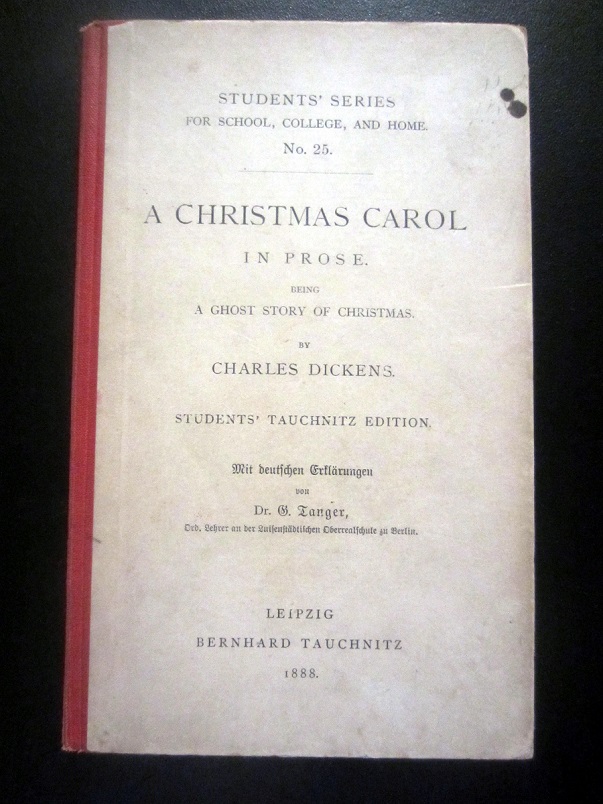 STUDENTS' SERIES
FOR SCHOOL, COLLEGE, AND HOME.
No. 25.
A CHRISTMAS CAROL
IN PROSE.
BEING
A GHOST STORY OF CHRISTMAS.
BY
CHARLES DICKENS.
STUDENTS' TAUCHNITZ EDITION.
Mit deutschen Erklärungen
von
Dr. G. Tanger,
Ord. Lehrer an der Luisenstädtischen Oberrealschule zu Berlin.
LEIPZIG
BERNHARD TAUCHNITZ
1888.